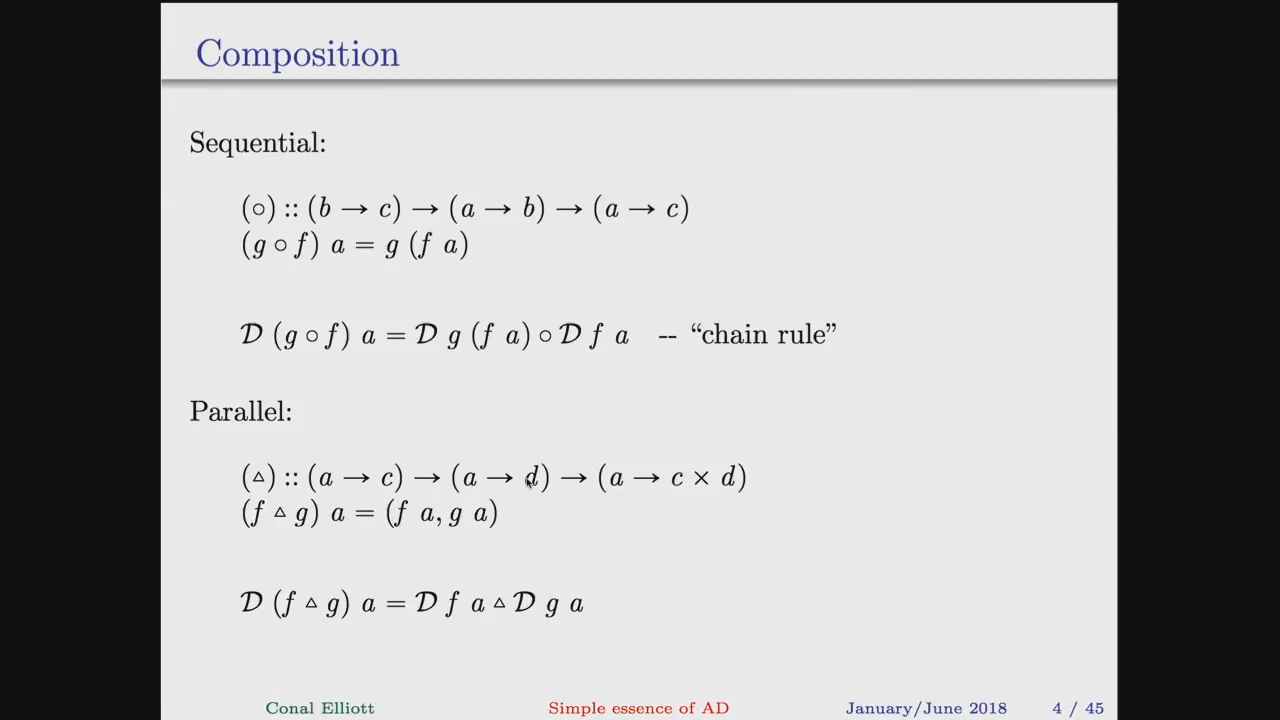 Composition
Sequential:
(∘) :: (b → c) → (a → b) → (a → c)
(g ∘ f) a = g (f a)
𝒟 (g ∘ f) a = 𝒟 g (f a) ∘ 𝒟 f a -- “chain rule”
Parallel:
(▵) :: (a → c) → (a → d) → (a → c × d)
(f ▵ g) a = (f a, g a)
𝒟 (f ▵ g) a = 𝒟 f a ▵ 𝒟 g a
Conal Elliott Simple essence of AD January/June 2018 4 / 45